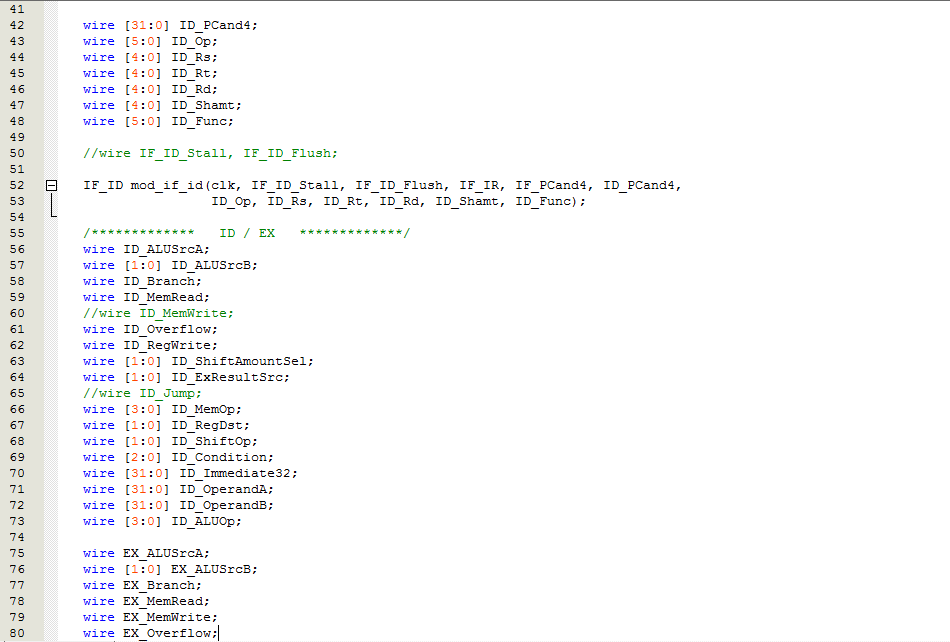 41
42 wire [31:0] ID_PCand4;
43 wire [5:0] ID_Op;
44 wire [4:0] ID_Rs;
45 wire [4:0] ID_Rt;
46 wire [4:0] ID_Rd;
47 wire [4:0] ID_Shamt;
48 wire [5:0] ID_Func;
49
50 //wire IF_ID_Stall, IF_ID_Flush;
51
52 IF_ID mod_if_id(clk, IF_ID_Stall, IF_ID_Flush, IF_IR, IF_PCand4, ID_PCand4,
53 ID_Op, ID_Rs, ID_Rt, ID_Rd, ID_Shamt, ID_Func);
54
55 /************* ID / EX *************/
56 wire ID_ALUSrcA;
57 wire [1:0] ID_ALUSrcB;
58 wire ID_Branch;
59 wire ID_MemRead;
60 //wire ID_MemWrite;
61 wire ID_Overflow;
62 wire ID_RegWrite;
63 wire [1:0] ID_ShiftAmountSel;
64 wire [1:0] ID_ExResultSrc;
65 //wire ID_Jump;
66 wire [3:0] ID_MemOp;
67 wire [1:0] ID_RegDst;
68 wire [1:0] ID_ShiftOp;
69 wire [2:0] ID_Condition;
70 wire [31:0] ID_Immediate32;
71 wire [31:0] ID_OperandA;
72 wire [31:0] ID_OperandB;
73 wire [3:0] ID_ALUOp;
74
75 wire EX_ALUSrcA;
76 wire [1:0] EX_ALUSrcB;
77 wire EX_Branch;
78 wire EX_MemRead;
79 wire EX_MemWrite;
80 wire EX_Overflow;